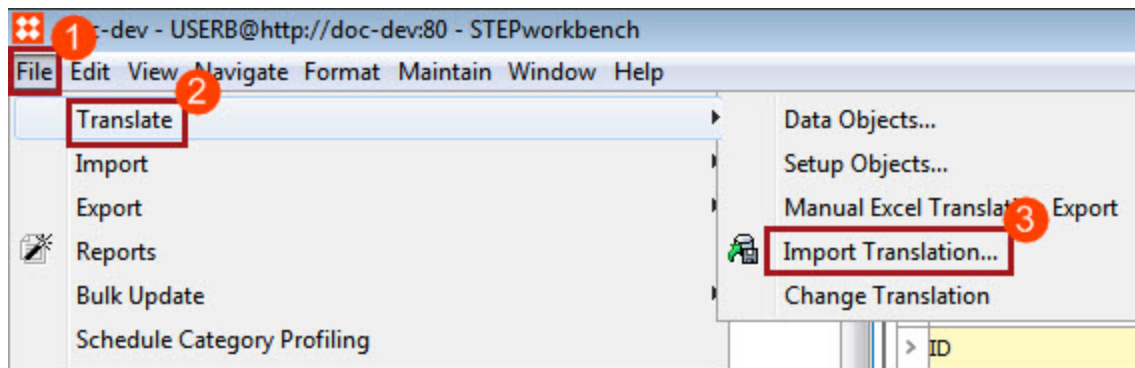 -dev - USERB@http://doc-dev:80 - STEPworkbench
1
File Edit View Navigate Format Maintain Window Help
2
Translate
Data Objects...
Import
Setup Objects...
Export
Manual Excel Translation Export
3
Reports
Import Translation...
Bulk Update
Change Translation
Schedule Category Profiling
> ID